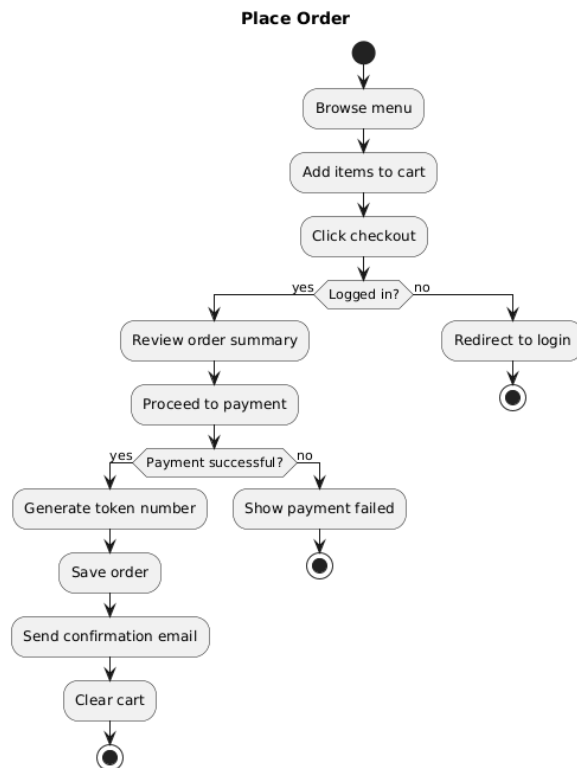 Place Order
Browse menu
Add items to cart
Click checkout
yes
Logged in?
no
Review order summary
Redirect to login
Proceed to payment
yes
Payment successful?
no
Generate token number
Show payment failed
Save order
Send confirmation email
Clear cart